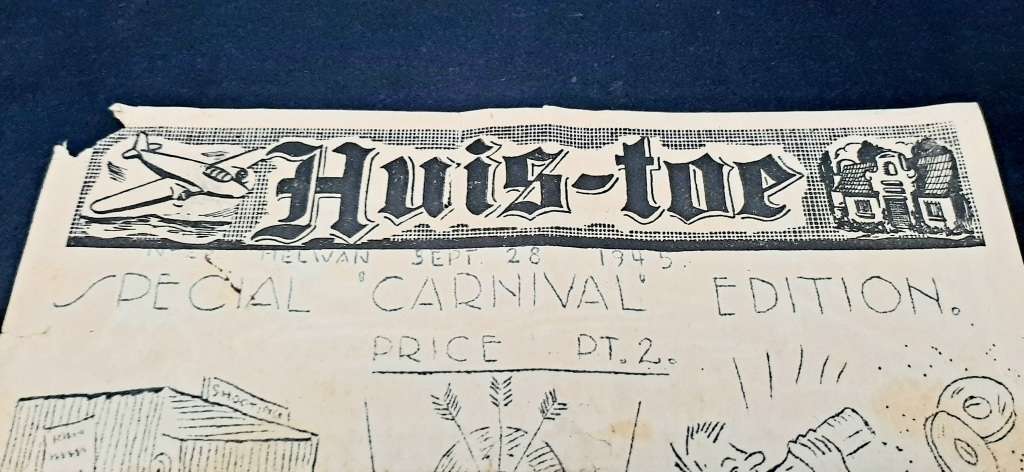 Huis-toe
HELWAN SEPT. 28 1945.
SPECIAL "CARNIVAL" EDITION.
PRICE PT.2.